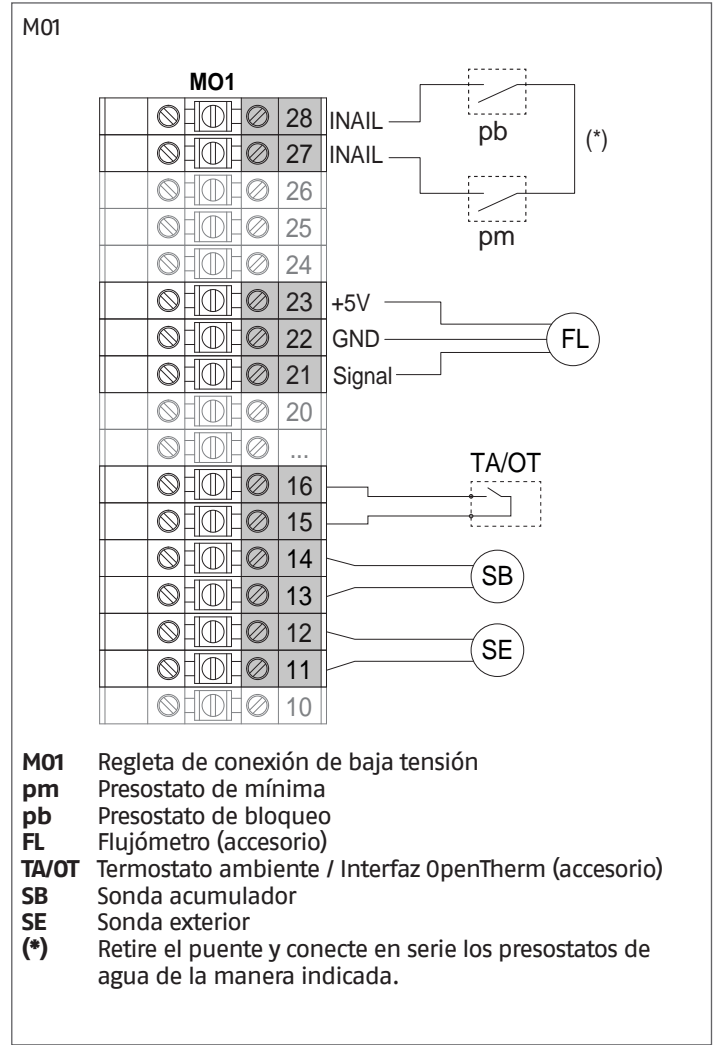 M01
MO1
28 INAIL
pb
(*)
27 INAIL
pm
26
25
24
23 +5V
22 GND
FL
21 Signal
20
...
TA/OT
16
15
14
SB
13
12
SE
11
10
M01 Regleta de conexión de baja tensión
pm Presostato de mínima
pb Presostato de bloqueo
FL Flujómetro (accesorio)
TA/OT Termostato ambiente / Interfaz OpenTherm (accesorio)
SB Sonda acumulador
SE Sonda exterior
(*) Retire el puente y conecte en serie los presostatos de
agua de la manera indicada.